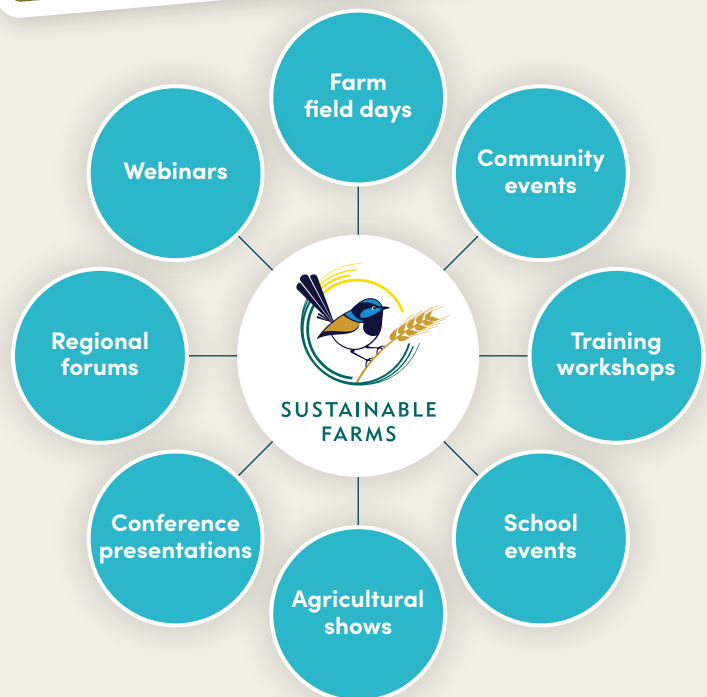 Farm
field days
Community
events
Training
workshops
School
events
Agricultural
shows
Conference
presentations
Regional
forums
Webinars
SUSTAINABLE
FARMS